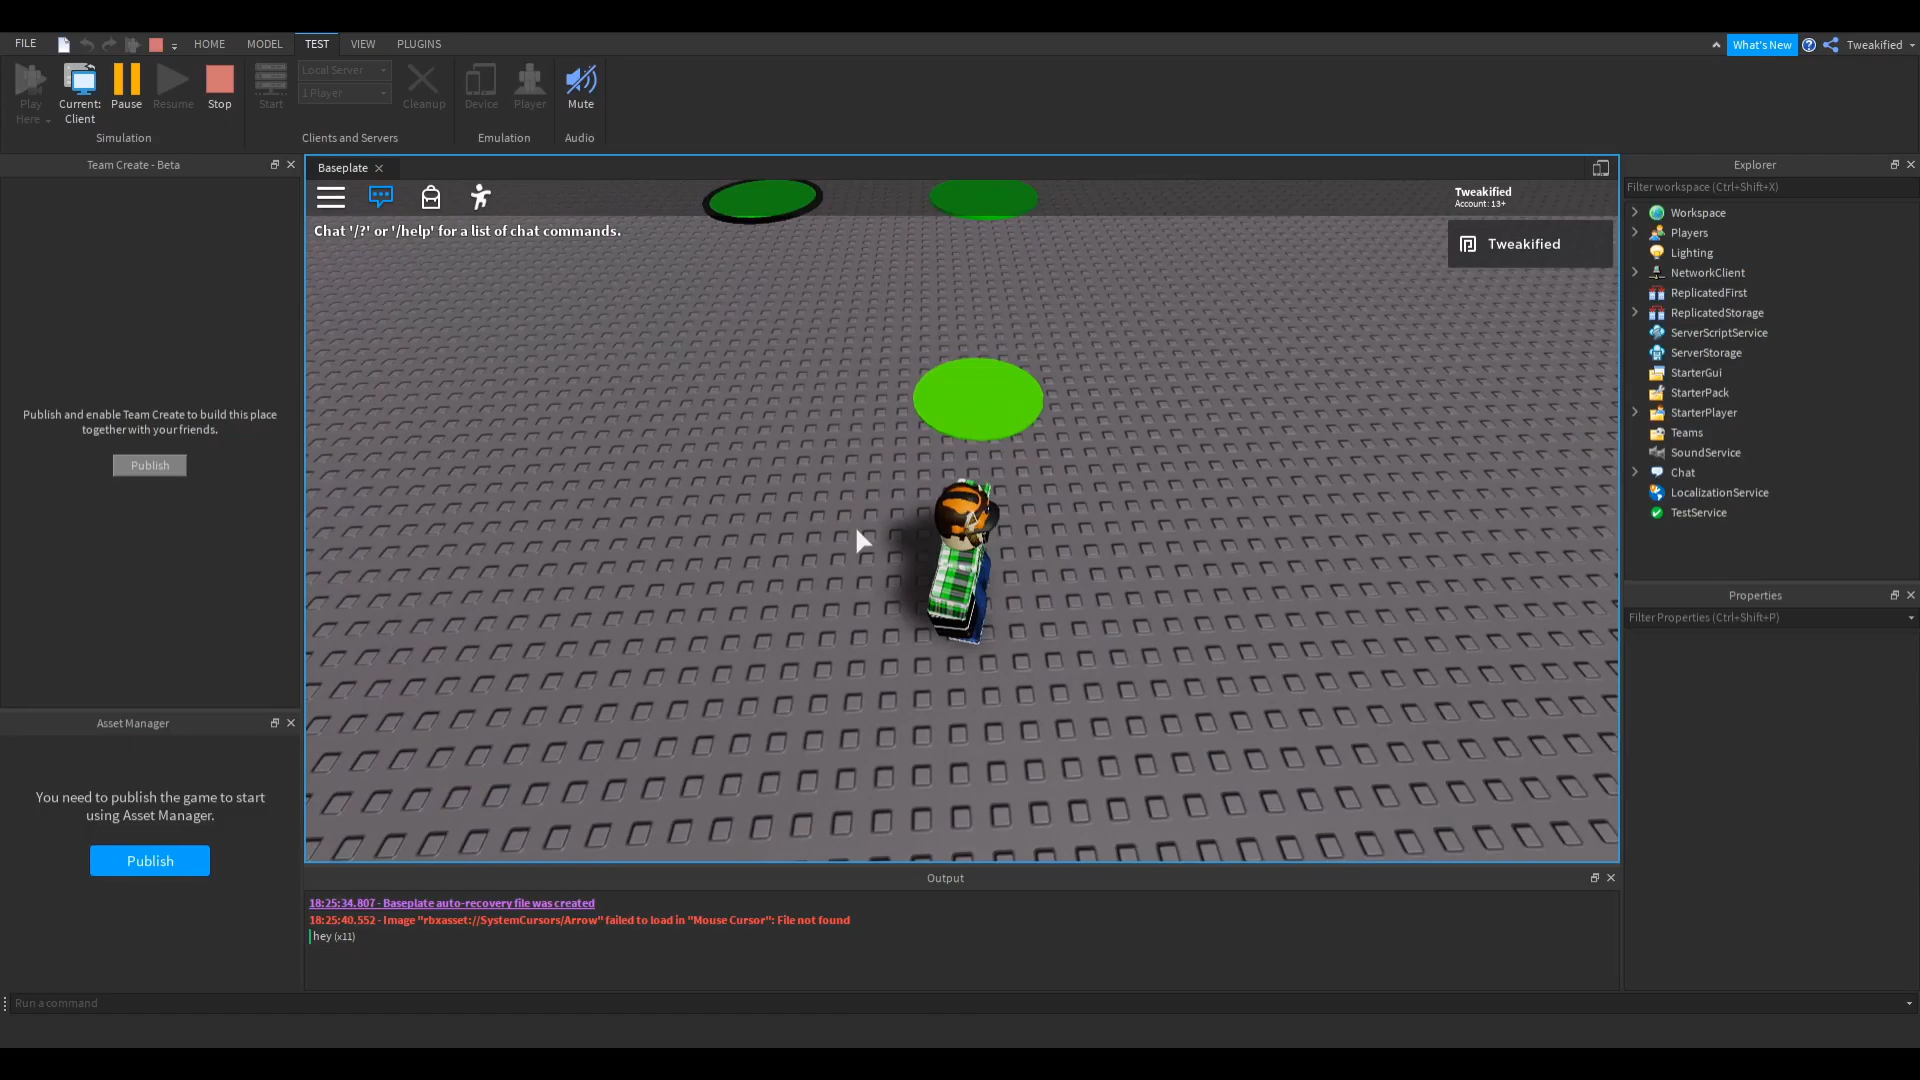 FILE
HOME
MODEL
TEST
VIEW
PLUGINS
What's New
Tweakified
Play
Here
Current:
Client
Pause
Resume
Stop
Start
Local Server
1 Player
Cleanup
Device
Player
Mute
Simulation
Clients and Servers
Emulation
Audio
Team Create - Beta
Publish and enable Team Create to build this place
together with your friends.
Publish
Asset Manager
You need to publish the game to start
using Asset Manager.
Publish
Baseplate
Chat '/?' or '/help' for a list of chat commands.
Tweakified
Account: 13+
Tweakified
Output
18:25:34.807 - Baseplate auto-recovery file was created
18:25:40.552 - Image "rbxasset://SystemCursors/Arrow" failed to load in "Mouse Cursor": File not found
hey (x11)
Explorer
Filter workspace (Ctrl+Shift+X)
Workspace
Players
Lighting
NetworkClient
ReplicatedFirst
ReplicatedStorage
ServerScriptService
ServerStorage
StarterGui
StarterPack
StarterPlayer
Teams
SoundService
Chat
LocalizationService
TestService
Properties
Filter Properties (Ctrl+Shift+P)
Run a command